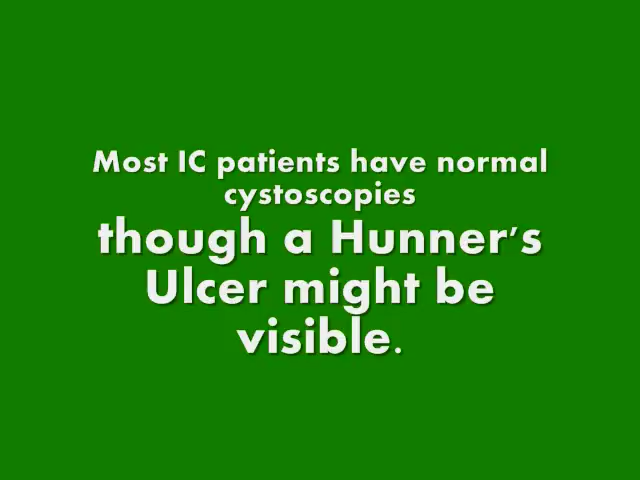 Most IC patients have normal
cystoscopies
though a Hunner's
Ulcer might be
visible.